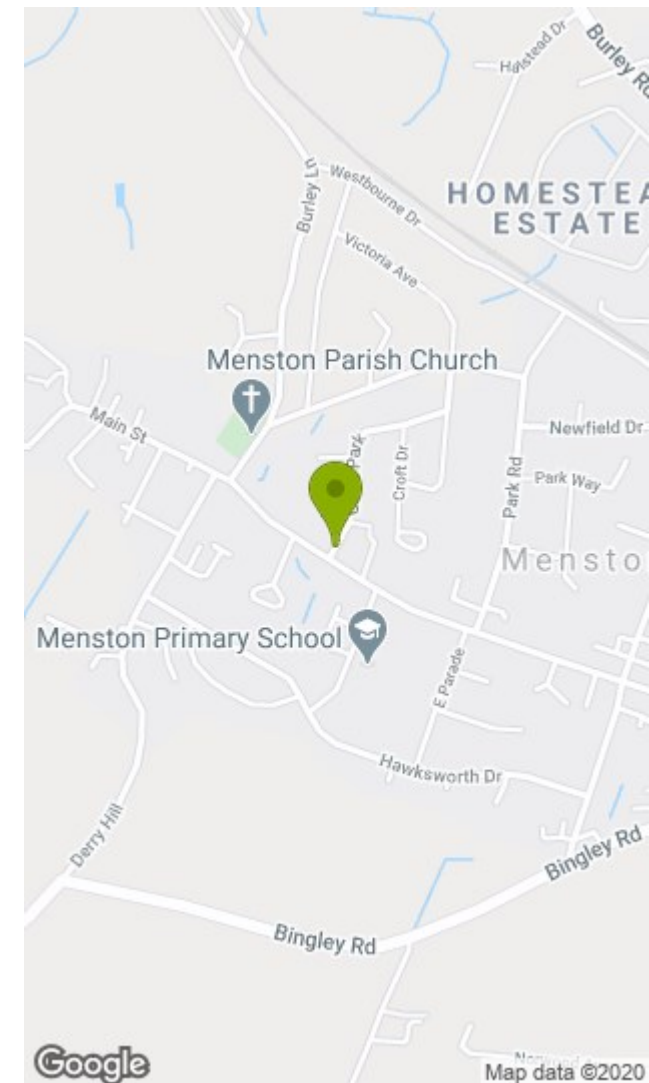 Halstead Dr
Burley Rd
Burley Ln
Westbourne Dr
HOMESTEA
ESTATE
Victoria Ave
Menston Parish Church
Main St
Park
Croft Dr
Newfield Dr
Park Rd
Park Way
Mensto
Menston Primary School
E Parade
Hawksworth Dr
Derry Hill
Bingley Rd
Bingley Rd
Google
Map data ©2020